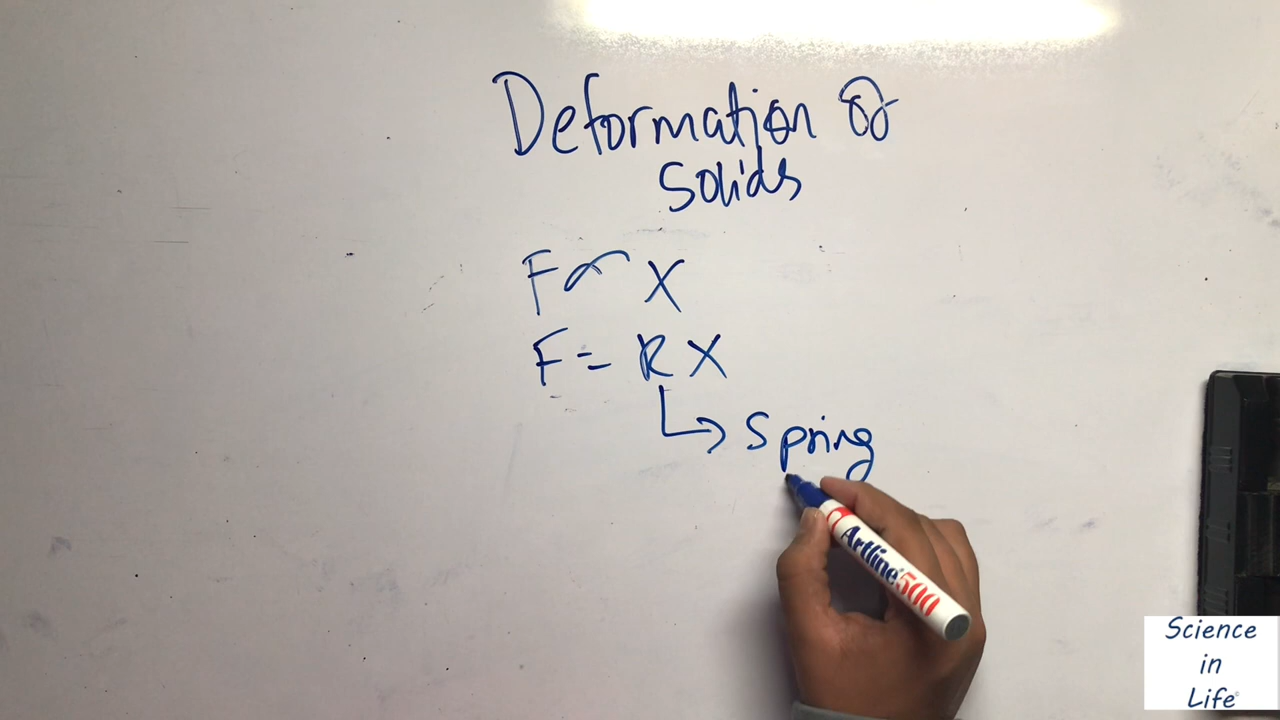 Deformation of
Solids
F ∝ X
F = k X
↳ Spring
Artline 500
Science
in
Life